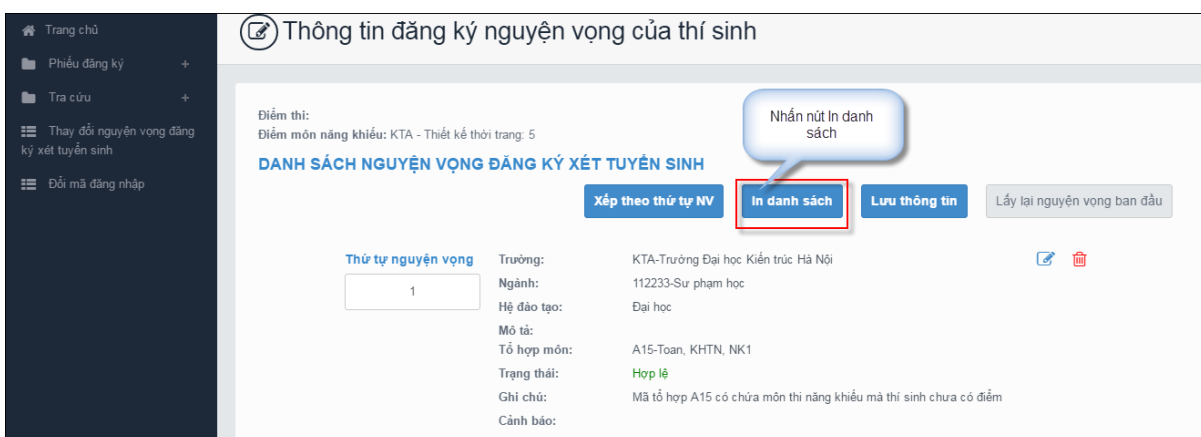 Trang chủ
Phiếu đăng ký +
Tra cứu +
Thay đổi nguyện vọng đăng
ký xét tuyển sinh
Đổi mã đăng nhập
Thông tin đăng ký nguyện vọng của thí sinh
Điểm thi:
Điểm môn năng khiếu: KTA - Thiết kế thời trang: 5
Nhấn nút In danh
sách
DANH SÁCH NGUYỆN VỌNG ĐĂNG KÝ XÉT TUYỂN SINH
Xếp theo thứ tự NV In danh sách Lưu thông tin Lấy lại nguyện vọng ban đầu
Thứ tự nguyện vọng
1
Trường: KTA-Trường Đại học Kiến trúc Hà Nội
Ngành: 112233-Sư phạm học
Hệ đào tạo: Đại học
Mô tả:
Tổ hợp môn: A15-Toan, KHTN, NK1
Trạng thái: Hợp lệ
Ghi chú: Mã tổ hợp A15 có chứa môn thi năng khiếu mà thí sinh chưa có điểm
Cảnh báo: